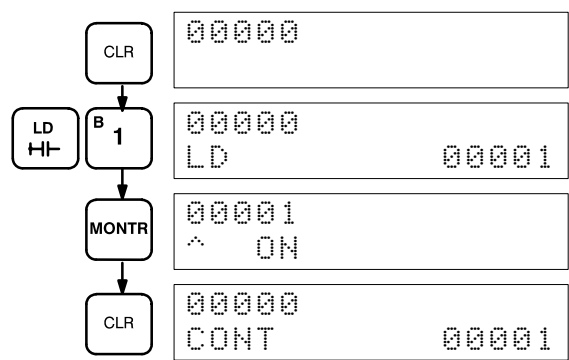 CLR
00000
LD
B
1
00000
LD 00001
MONTR
00001
^ ON
CLR
00000
CONT 00001